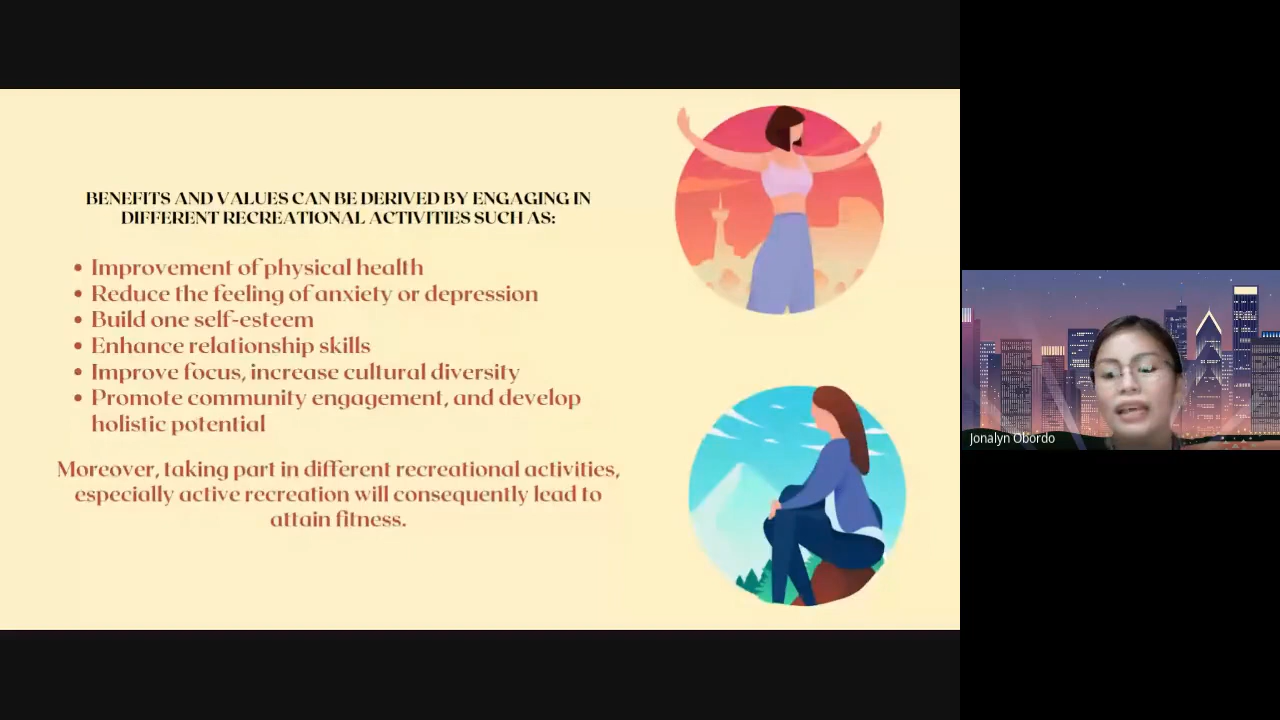 BENEFITS AND VALUES CAN BE DERIVED BY ENGAGING IN
DIFFERENT RECREATIONAL ACTIVITIES SUCH AS:
• Improvement of physical health
• Reduce the feeling of anxiety or depression
• Build one self-esteem
• Enhance relationship skills
• Improve focus, increase cultural diversity
• Promote community engagement, and develop
holistic potential
Moreover, taking part in different recreational activities,
especially active recreation will consequently lead to
attain fitness.
Jonalyn Obordo